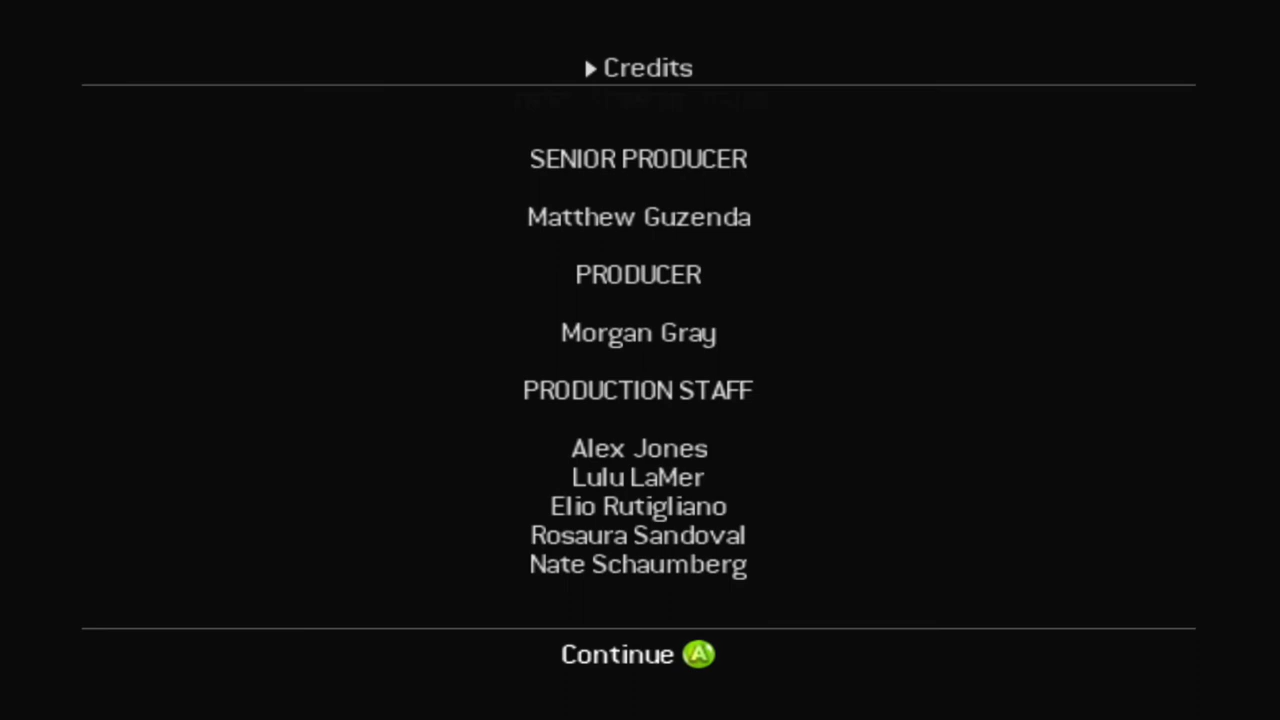 Credits
SENIOR PRODUCER
Matthew Guzenda
PRODUCER
Morgan Gray
PRODUCTION STAFF
Alex Jones
Lulu LaMer
Elio Rutigliano
Rosaura Sandoval
Nate Schaumberg
Continue A